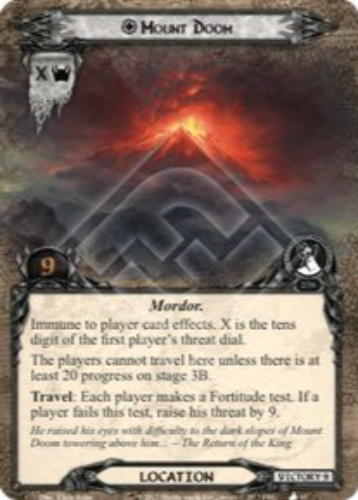 MOUNT DOOM
X
9
Mordor.
Immune to player card effects. X is the tens
digit of the first player's threat dial.
The players cannot travel here unless there is at
least 20 progress on stage 3B.
Travel: Each player makes a Fortitude test. If a
player fails this test, raise his threat by 9.
He raised his eyes with difficulty to the dark slopes of Mount
Doom towering above him... –The Return of the King
LOCATION
VICTORY 9